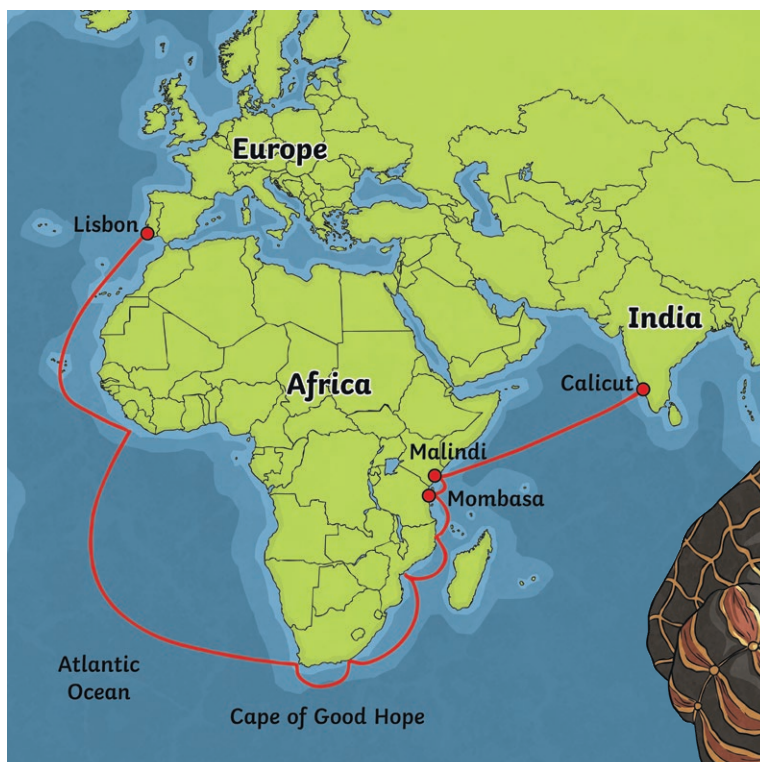 Europe
Lisbon
India
Africa
Calicut
Malindi
Mombasa
Atlantic
Ocean
Cape of Good Hope